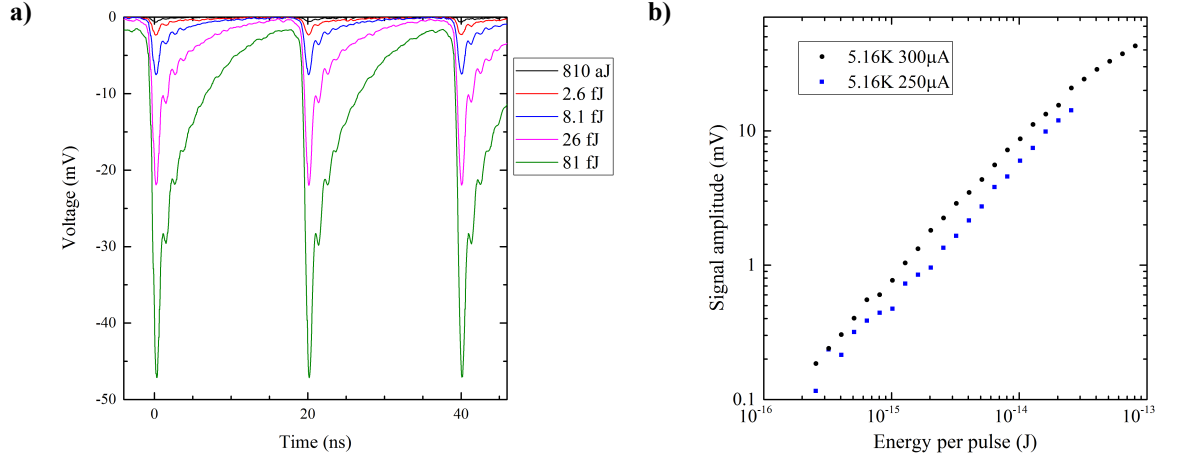 a)
0
-10
-20
-30
-40
-50
Voltage (mV)
0
20
40
Time (ns)
810 aJ
2.6 fJ
8.1 fJ
26 fJ
81 fJ
b)
5.16K 300µA
5.16K 250µA
10
1
0.1
Signal amplitude (mV)
10⁻¹⁶
10⁻¹⁵
10⁻¹⁴
10⁻¹³
Energy per pulse (J)